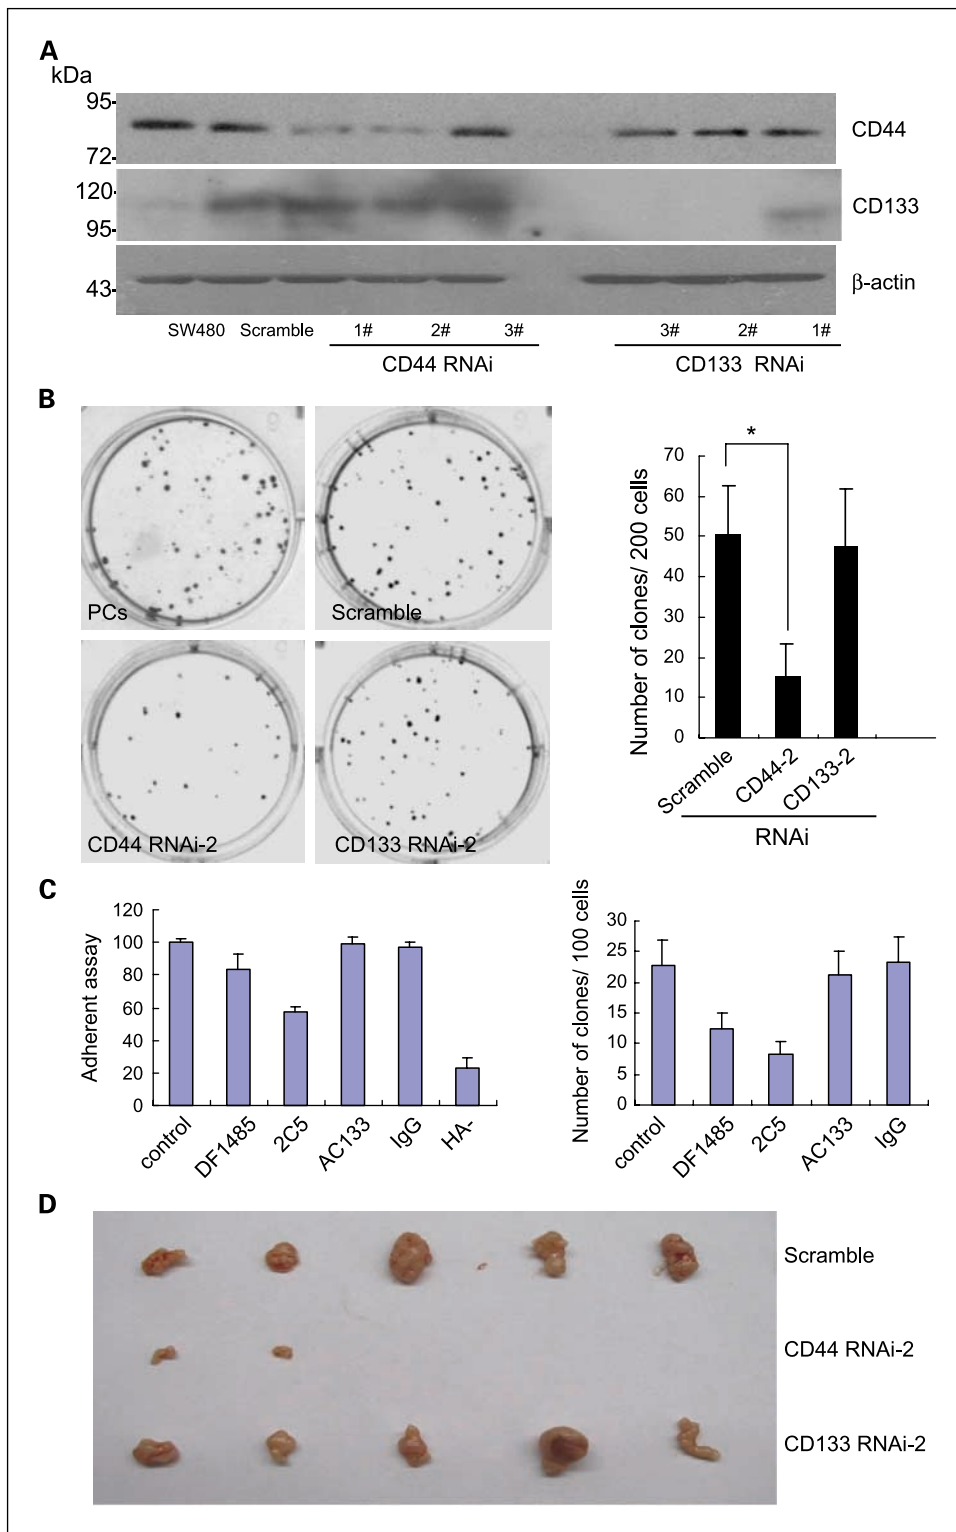 A
kDa
95
72
CD44
120
95
CD133
43
β-actin
SW480 Scramble 1# 2# 3# 3# 2# 1#
CD44 RNAi CD133 RNAi
B
PCs
Scramble
CD44 RNAi-2
CD133 RNAi-2
Number of clones/ 200 cells
70
60
50
40
30
20
10
0
*
Scramble
CD44-2
CD133-2
RNAi
C
Adherent assay
120
100
80
60
40
20
0
control
DF1485
2C5
AC133
IgG
HA-
Number of clones/ 100 cells
30
25
20
15
10
5
0
control
DF1485
2C5
AC133
IgG
D
Scramble
CD44 RNAi-2
CD133 RNAi-2